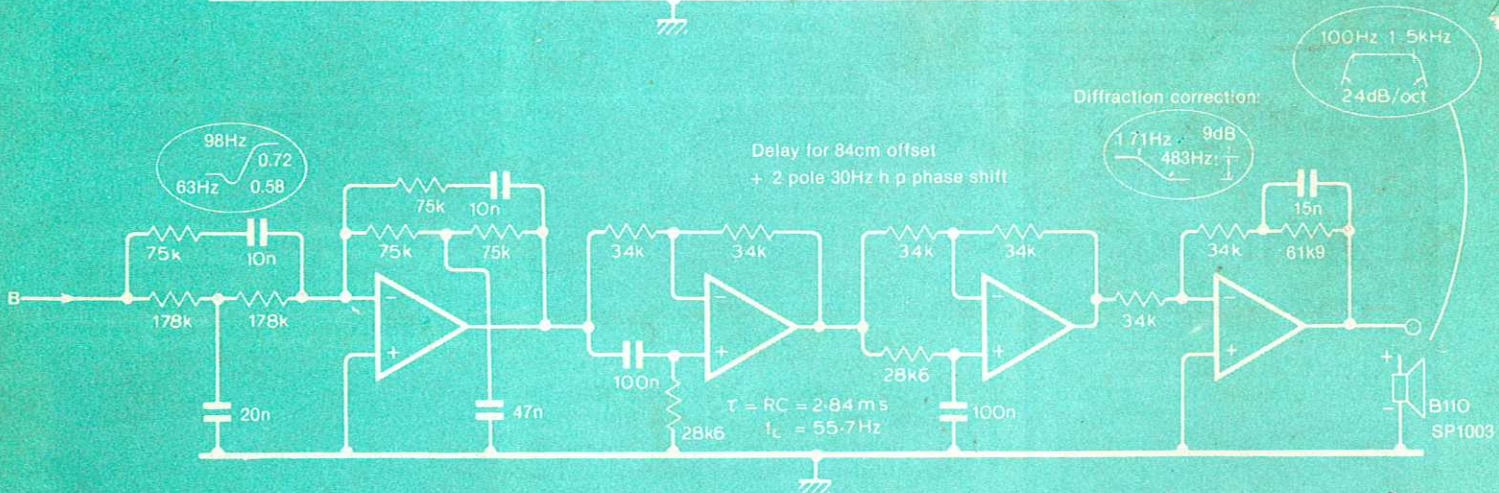 100Hz 1.5kHz
24dB/oct
Diffraction correction:
171Hz 9dB
483Hz
98Hz
0.72
63Hz 0.58
Delay for 84cm offset
+ 2 pole 30Hz h p phase shift
75k
10n
75k
10n
75k
75k
34k
34k
34k
34k
34k
15n
61k9
B
178k
178k
-
+
-
+
-
+
34k
-
+
20n
47n
100n
28k6
τ = RC = 2.84ms
fc = 55.7Hz
28k6
100n
+
-
B110
SP1003